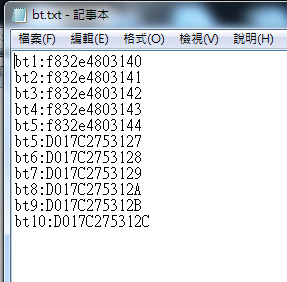 bt.txt - 記事本
檔案(F) 編輯(E) 格式(O) 檢視(V) 說明(H)
bt1:f832e4803140
bt2:f832e4803141
bt3:f832e4803142
bt4:f832e4803143
bt5:f832e4803144
bt5:D017C2753127
bt6:D017C2753128
bt7:D017C2753129
bt8:D017C275312A
bt9:D017C275312B
bt10:D017C275312C